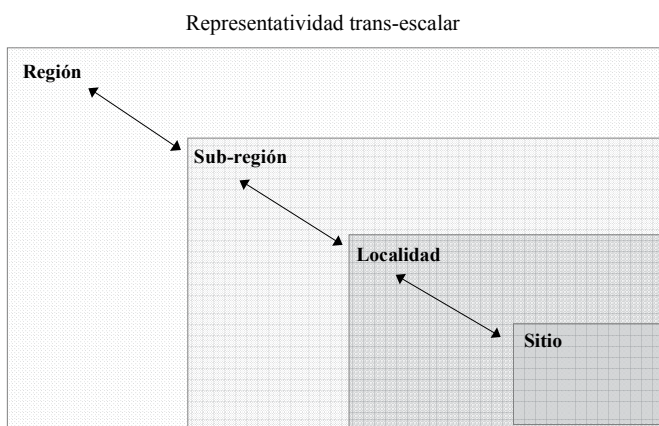 Representatividad trans-escalar
Región
Sub-región
Localidad
Sitio